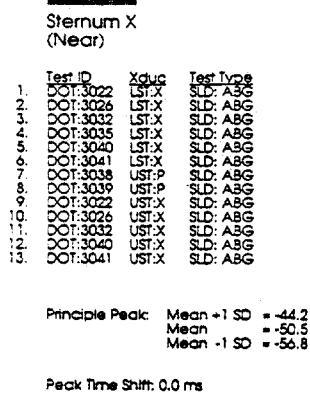 Sternum X
(Near)
Test ID Xduc Test Type
1. DOT:3022 LST:X SLD: ABG
2. DOT:3026 LST:X SLD: ABG
3. DOT:3032 LST:X SLD: ABG
4. DOT:3035 LST:X SLD: ABG
5. DOT:3040 LST:X SLD: ABG
6. DOT:3041 LST:X SLD: ABG
7. DOT:3038 UST:P SLD: ABG
8. DOT:3039 UST:P SLD: ABG
9. DOT:3022 UST:X SLD: ABG
10. DOT:3026 UST:X SLD: ABG
11. DOT:3032 UST:X SLD: ABG
12. DOT:3040 UST:X SLD: ABG
13. DOT:3041 UST:X SLD: ABG
Principle Peak: Mean +1 SD = -44.2
Mean = -50.5
Mean -1 SD = -56.8
Peak Time Shift: 0.0 ms